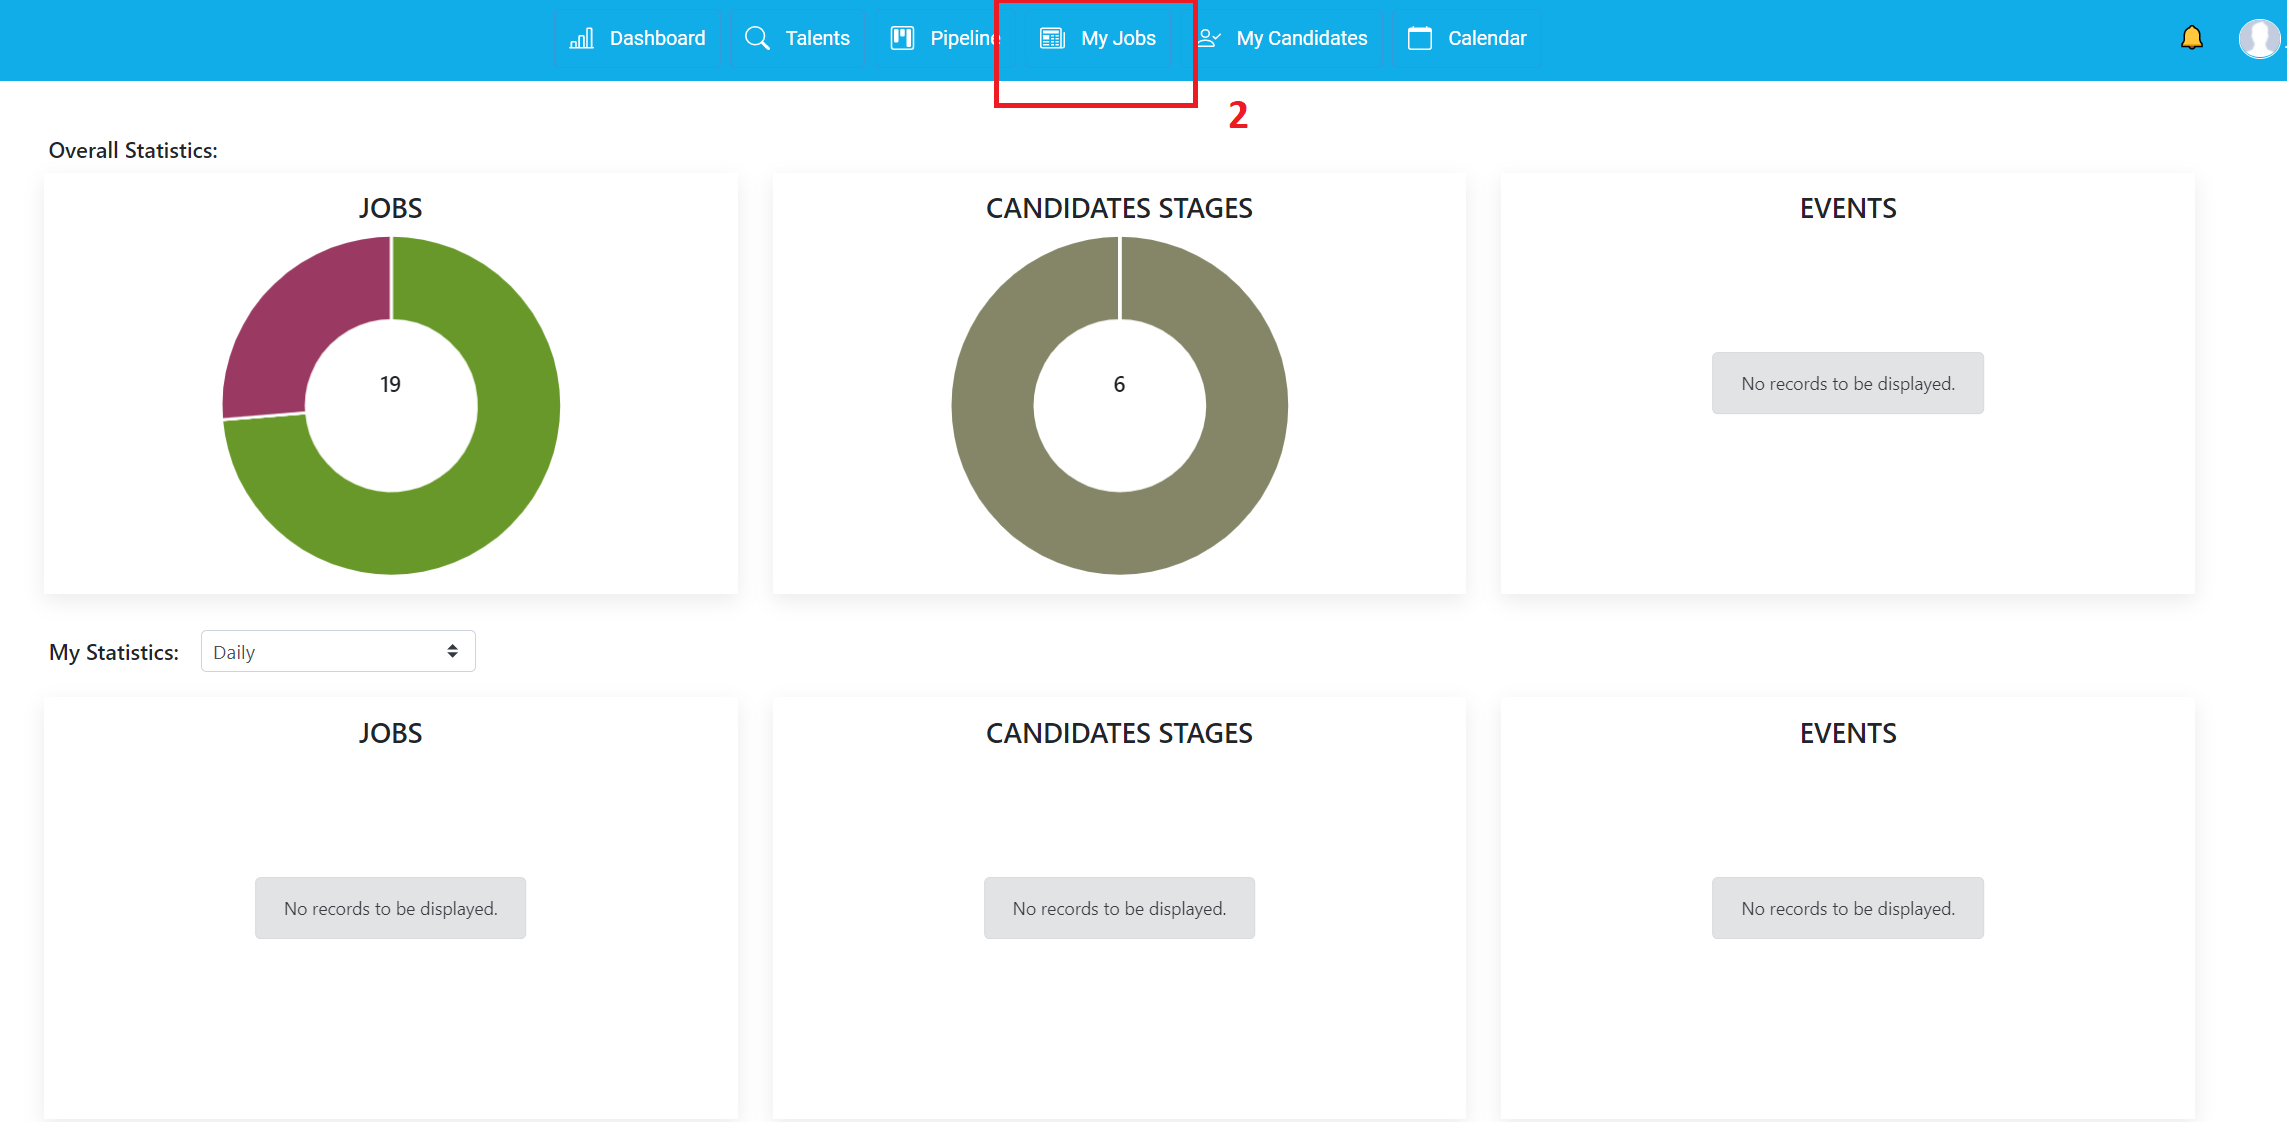 Dashboard Talents Pipeline My Jobs My Candidates Calendar
2
Overall Statistics:
JOBS CANDIDATES STAGES EVENTS
19 6 No records to be displayed.
My Statistics: Daily
JOBS CANDIDATES STAGES EVENTS
No records to be displayed. No records to be displayed. No records to be displayed.